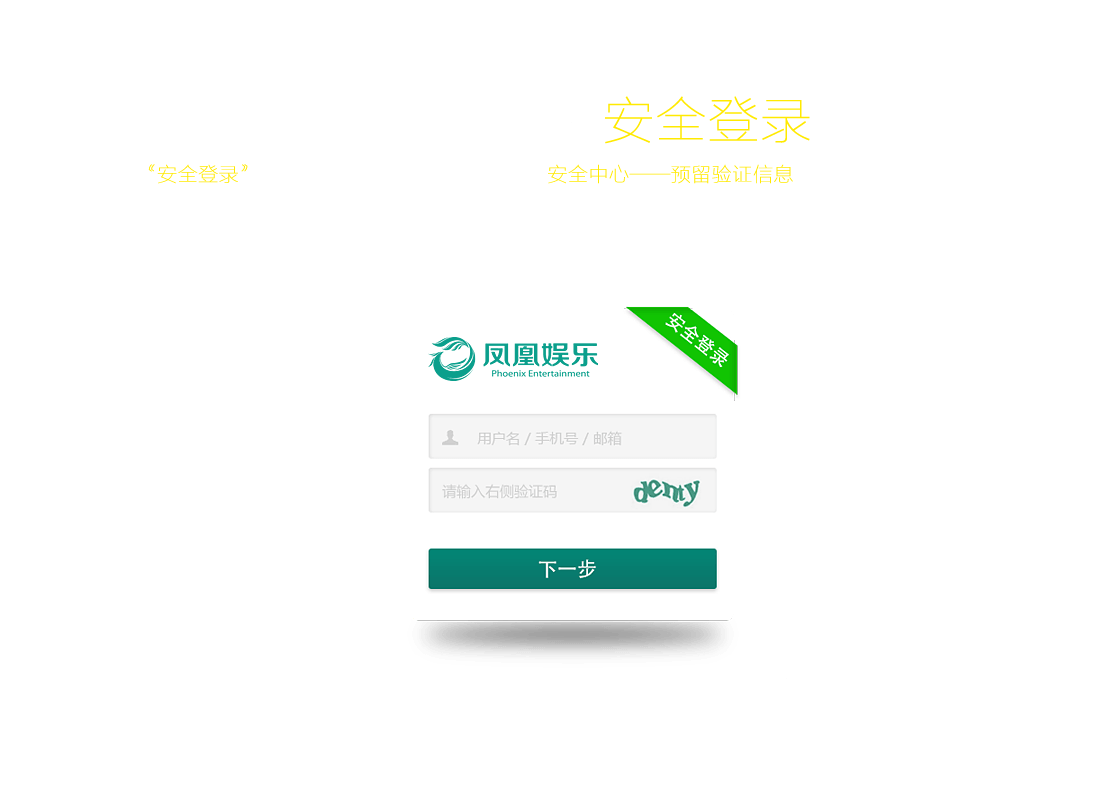 安全登录
“安全登录” 安全中心——预留验证信息
安全登录
凤凰娱乐
Phoenix Entertainment
用户名 / 手机号 / 邮箱
请输入右侧验证码 denty
下一步